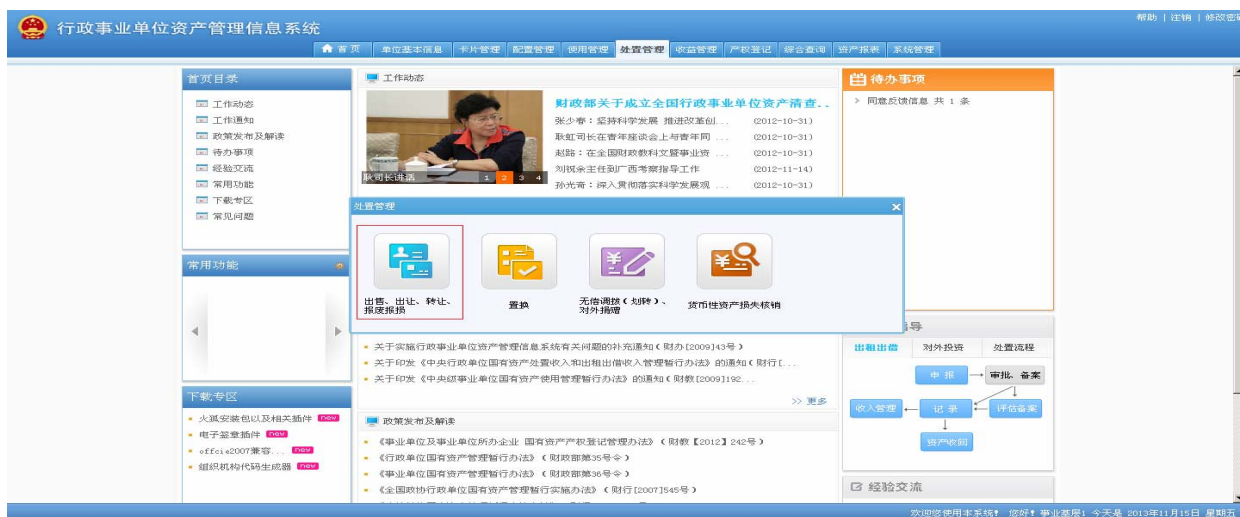 帮助 | 注销 | 修改密码
行政事业单位资产管理信息系统
首页 单位基本信息 卡片管理 配置管理 使用管理 处置管理 收益管理 产权登记 综合查询 资产报表 系统管理
首页目录
工作动态
工作通知
政策发布及解读
待办事项
经验交流
常用功能
下载专区
常见问题
工作动态
财政部关于成立全国行政事业单位资产清查..
张少春：坚持科学发展 推进改革创... (2012-10-31)
耿虹司长在青年座谈会上与青年同 ... (2012-10-31)
赵路：在全国财政教科文暨事业资 ... (2012-10-31)
刘锐余主任到广西考察指导工作 (2012-11-14)
孙光奇：深入贯彻落实科学发展观 ... (2012-10-31)
耿司长讲话 1 2 3 4
待办事项
> 同意反馈信息 共 1 条
处置管理
出售、出让、转让、
报废报损
置换
无偿调拨（划转）、
对外捐赠
货币性资产损失核销
常用功能
关于实施行政事业单位资产管理信息系统有关问题的补充通知（财办[2009]43号）
关于印发《中央行政单位国有资产处置收入和出租出借收入管理暂行办法》的通知（财行[...
关于印发《中央级事业单位国有资产使用管理暂行办法》的通知（财教[2009]192...
>> 更多
政策发布及解读
《事业单位及事业单位所办企业 国有资产产权登记管理办法》（财教【2012】242号）
《行政单位国有资产管理暂行办法》（财政部第35号令）
《事业单位国有资产管理暂行办法》（财政部第36号令）
《全国政协行政单位国有资产管理暂行实施办法》（财行[2007]545号）
下载专区
火狐安装包以及相关插件 new
电子签章插件 new
offcie2007兼容... new
组织机构代码生成器 new
导
出租出借 对外投资 处置流程
申 报
审批、备案
收入管理
记 录
评估备案
资产收回
经验交流
欢迎您使用本系统！ 您好！事业基层1 今天是 2013年11月15日 星期五